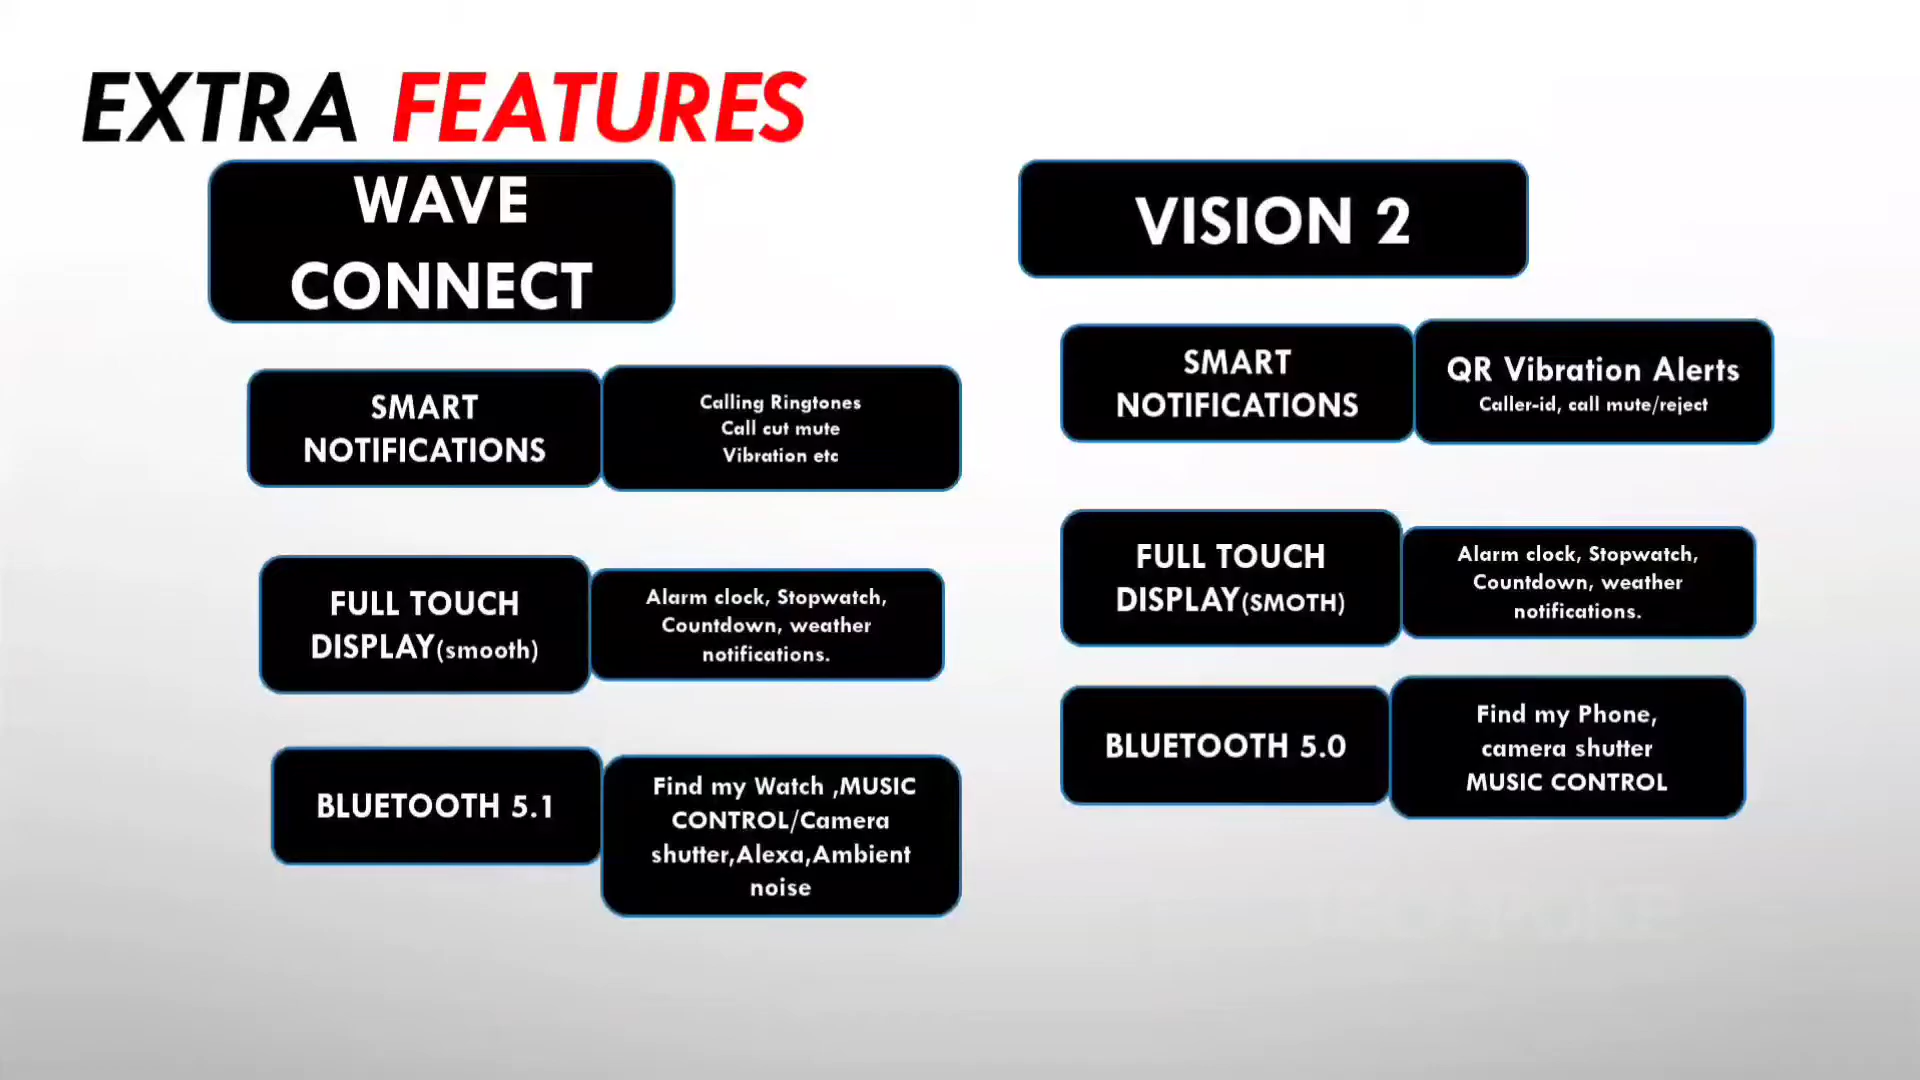 EXTRA FEATURES
WAVE
CONNECT
SMART
NOTIFICATIONS
Calling Ringtones
Call cut mute
Vibration etc
FULL TOUCH
DISPLAY(smooth)
Alarm clock, Stopwatch,
Countdown, weather
notifications.
BLUETOOTH 5.1
Find my Watch ,MUSIC
CONTROL/Camera
shutter,Alexa,Ambient
noise
VISION 2
SMART
NOTIFICATIONS
QR Vibration Alerts
Caller-id, call mute/reject
FULL TOUCH
DISPLAY(SMOTH)
Alarm clock, Stopwatch,
Countdown, weather
notifications.
BLUETOOTH 5.0
Find my Phone,
camera shutter
MUSIC CONTROL